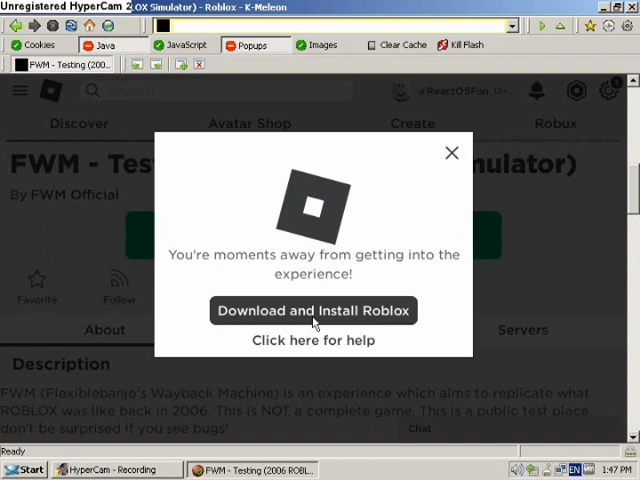 Unregistered HyperCam 2
OX Simulator) - Roblox - K-Meleon
Cookies Java JavaScript Popups Images Clear Cache Kill Flash
FWM - Testing (200...
Search @ReactOSFun 12+ 1
Discover Avatar Shop Create Robux
FWM - Tes mulator)
By FWM Official
You're moments away from getting into the
experience!
Download and Install Roblox
Click here for help
Favorite Follow
About Servers
Description
FWM (Flexiblebanjo's Wayback Machine) is an experience which aims to replicate what
ROBLOX was like back in 2006. This is NOT a complete game. This is a public test place,
don't be surprised if you see bugs!
Chat
Ready
Start HyperCam - Recording FWM - Testing (2006 ROBL... EN 1:47 PM